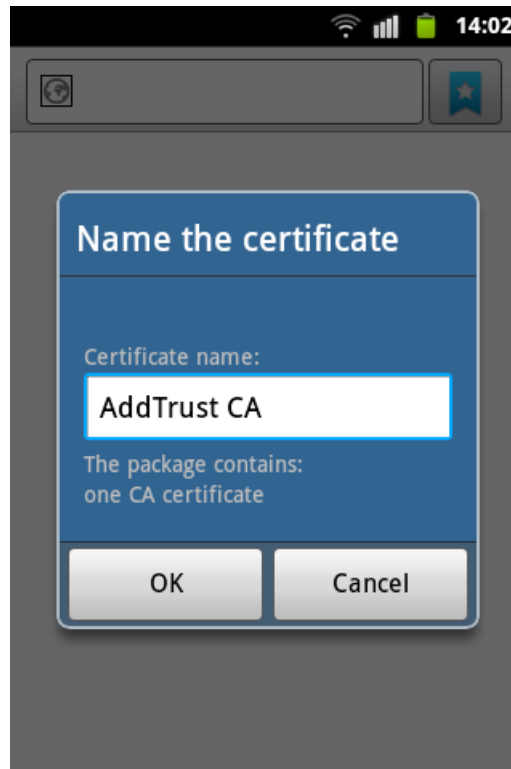 14:02
Name the certificate
Certificate name:
AddTrust CA
The package contains:
one CA certificate
OK
Cancel